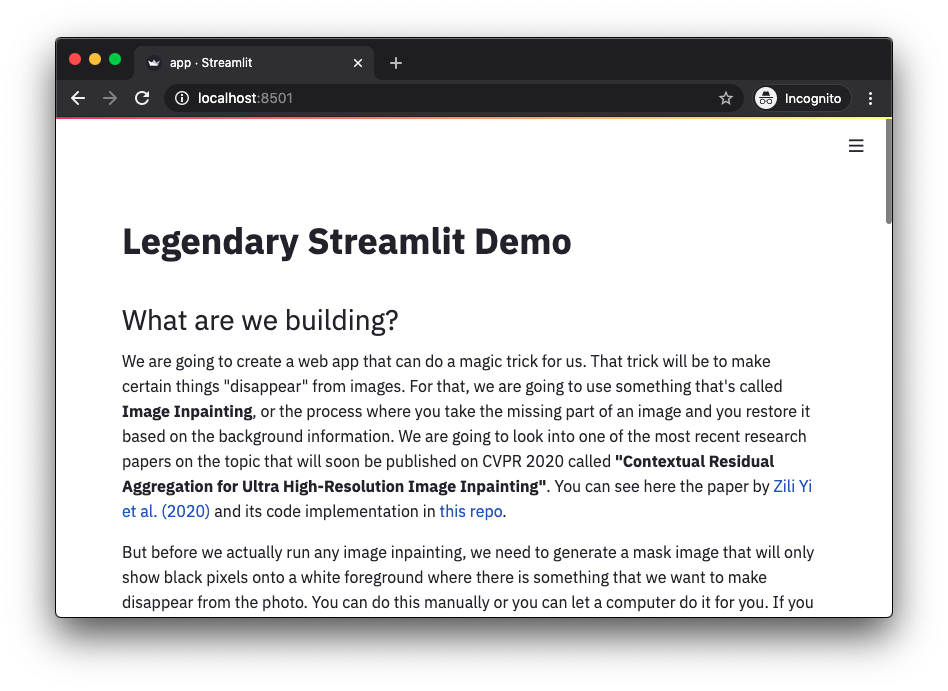 app · Streamlit
localhost:8501
Incognito
Legendary Streamlit Demo
What are we building?
We are going to create a web app that can do a magic trick for us. That trick will be to make
certain things "disappear" from images. For that, we are going to use something that's called
Image Inpainting, or the process where you take the missing part of an image and you restore it
based on the background information. We are going to look into one of the most recent research
papers on the topic that will soon be published on CVPR 2020 called "Contextual Residual
Aggregation for Ultra High-Resolution Image Inpainting". You can see here the paper by Zili Yi
et al. (2020) and its code implementation in this repo.
But before we actually run any image inpainting, we need to generate a mask image that will only
show black pixels onto a white foreground where there is something that we want to make
disappear from the photo. You can do this manually or you can let a computer do it for you. If you